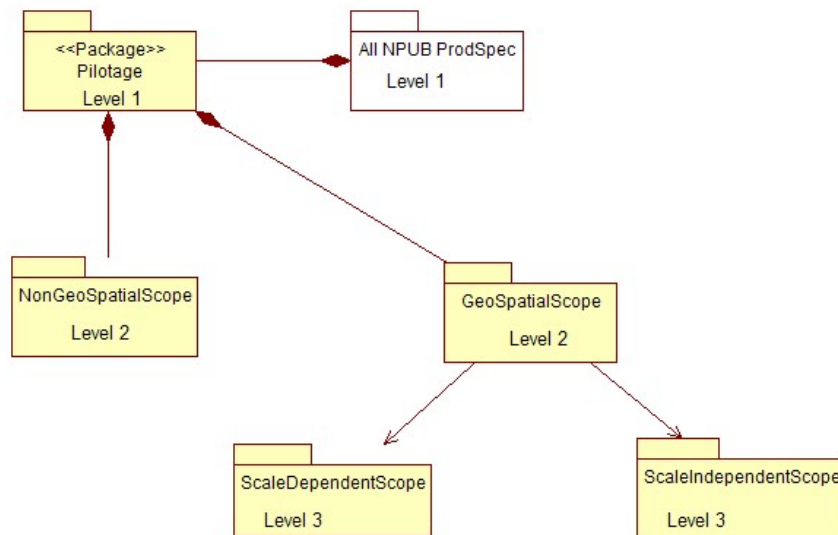 <<Package>>
Pilotage
Level 1
All NPUB ProdSpec
Level 1
NonGeoSpatialScope
Level 2
GeoSpatialScope
Level 2
ScaleDependentScope
Level 3
ScaleIndependentScope
Level 3